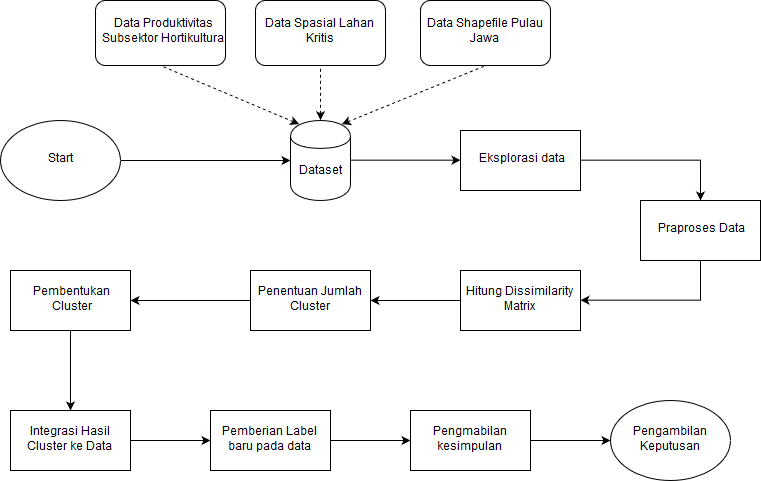 Data Produktivitas
Subsektor Hortikultura
Data Spasial Lahan
Kritis
Data Shapefile Pulau
Jawa
Start
Dataset
Eksplorasi data
Praproses Data
Pembentukan
Cluster
Penentuan Jumlah
Cluster
Hitung Dissimilarity
Matrix
Integrasi Hasil
Cluster ke Data
Pemberian Label
baru pada data
Pengmabilan
kesimpulan
Pengambilan
Keputusan